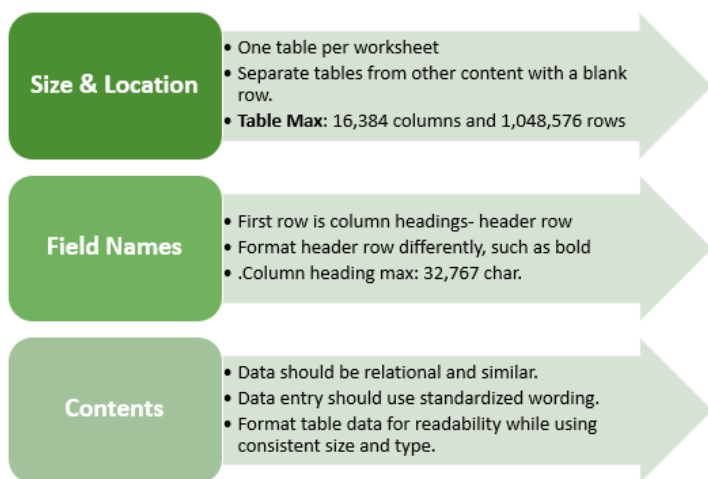 Size & Location
• One table per worksheet
• Separate tables from other content with a blank
row.
• Table Max: 16,384 columns and 1,048,576 rows
Field Names
• First row is column headings- header row
• Format header row differently, such as bold
• .Column heading max: 32,767 char.
Contents
• Data should be relational and similar.
• Data entry should use standardized wording.
• Format table data for readability while using
consistent size and type.